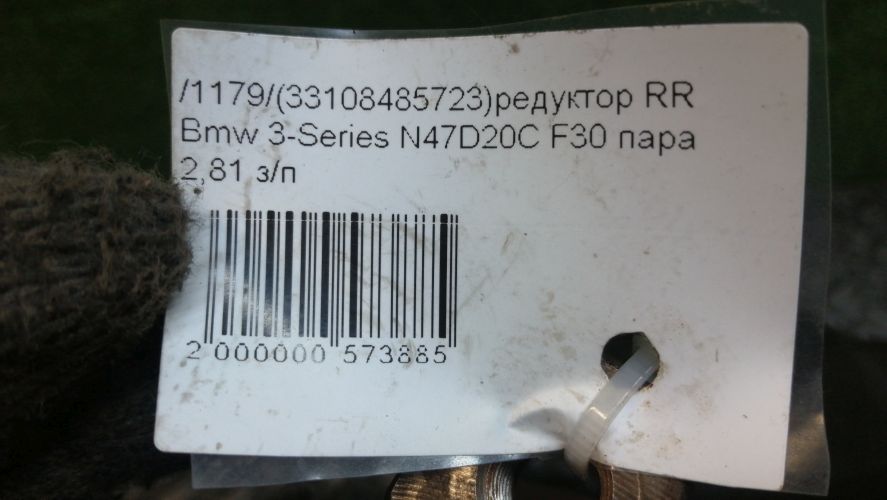 /1179/(33108485723)редуктор RR
Bmw 3-Series N47D20C F30 пара
2,81 з/п
2 000000 573885